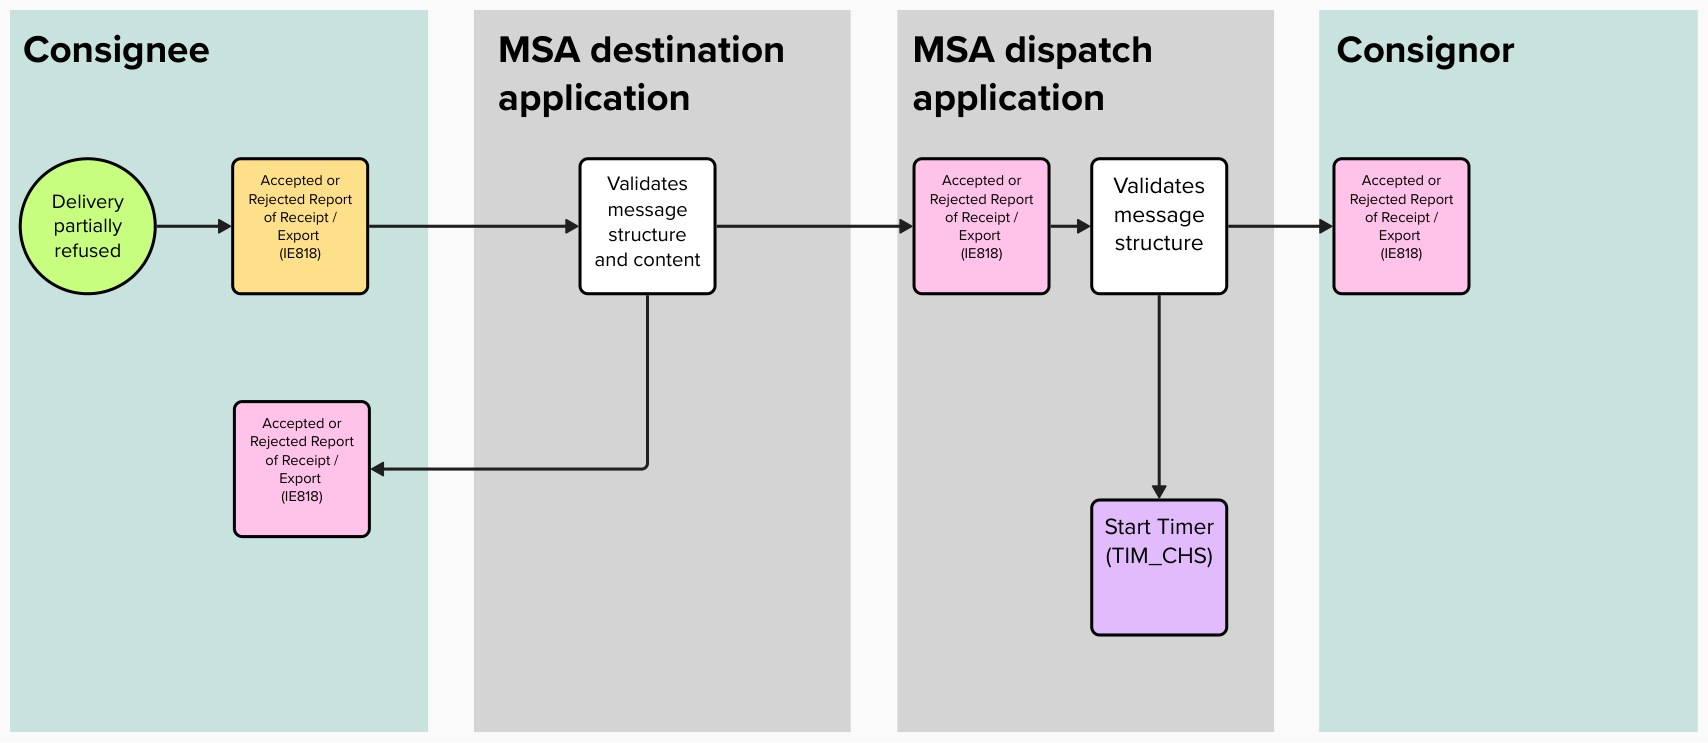 Consignee
MSA destination
application
MSA dispatch
application
Consignor
Delivery
partially
refused
Accepted or
Rejected Report
of Receipt /
Export
(IE818)
Validates
message
structure
and content
Accepted or
Rejected Report
of Receipt /
Export
(IE818)
Validates
message
structure
Accepted or
Rejected Report
of Receipt /
Export
(IE818)
Accepted or
Rejected Report
of Receipt /
Export
(IE818)
Start Timer
(TIM_CHS)